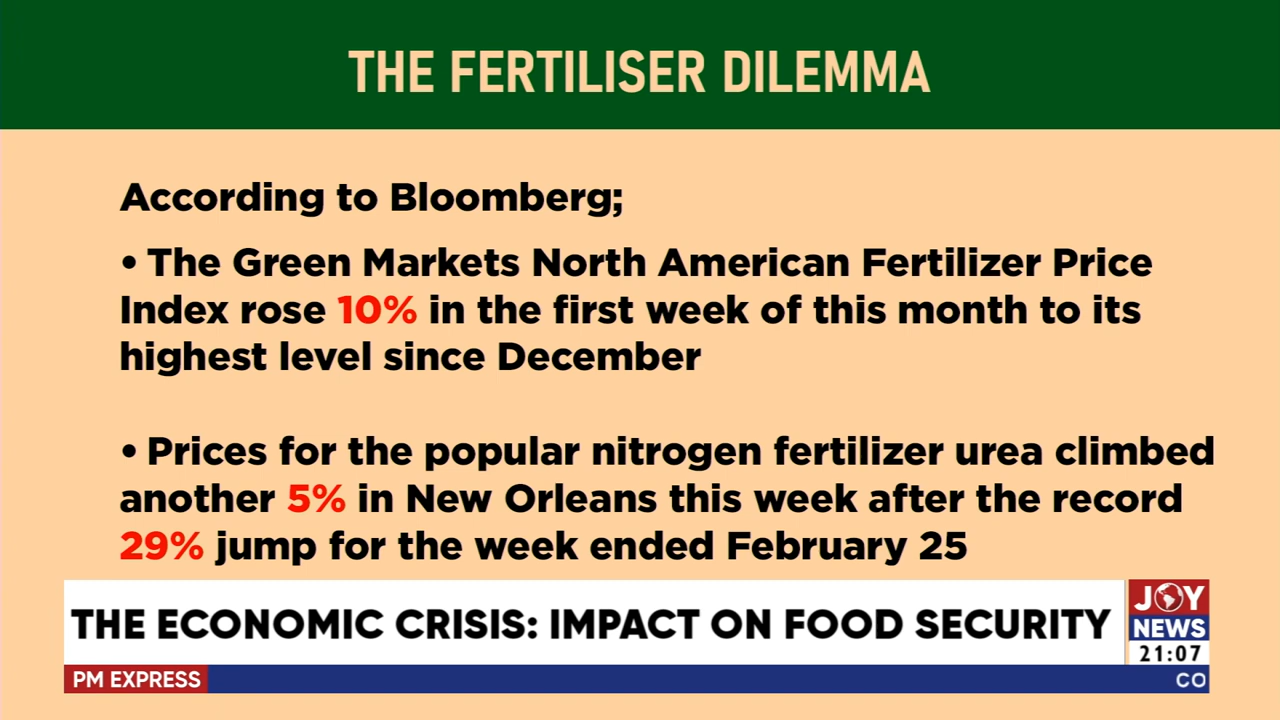 THE FERTILISER DILEMMA
According to Bloomberg;
• The Green Markets North American Fertilizer Price
Index rose 10% in the first week of this month to its
highest level since December
• Prices for the popular nitrogen fertilizer urea climbed
another 5% in New Orleans this week after the record
29% jump for the week ended February 25
THE ECONOMIC CRISIS: IMPACT ON FOOD SECURITY
JOY
NEWS
21:07
PM EXPRESS
CO